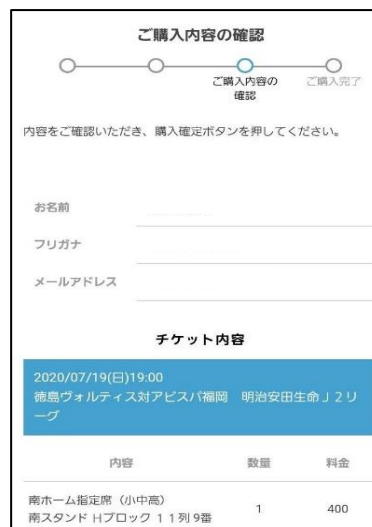 ご購入内容の確認
ご購入内容の
確認
ご購入完了
内容をご確認いただき、購入確定ボタンを押してください。
お名前
フリガナ
メールアドレス
チケット内容
2020/07/19(日)19:00
徳島ヴォルティス対アビスパ福岡 明治安田生命J2リ
ーグ
内容 数量 料金
南ホーム指定席（小中高）
南スタンド Hブロック 11列 9番 1 400